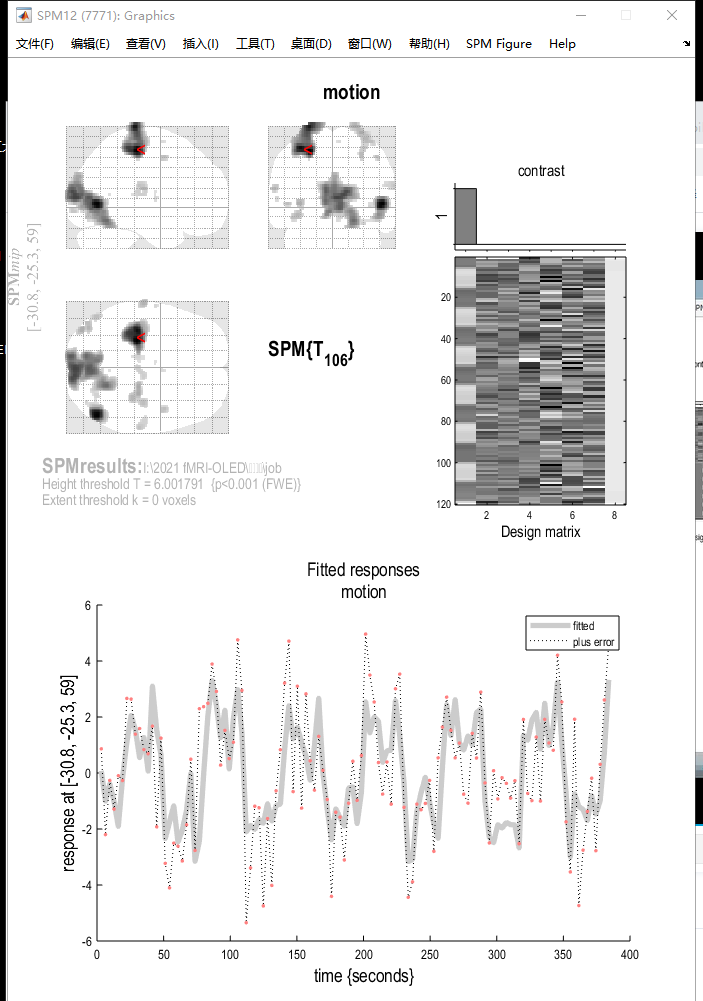 SPM12 (7771): Graphics
文件(F) 编辑(E) 查看(V) 插入(I) 工具(T) 桌面(D) 窗口(W) 帮助(H) SPM Figure Help
motion
SPMmip
[-30.8, -25.3, 59]
contrast
1
SPM{T106}
20
40
60
80
100
120
2 4 6 8
Design matrix
SPMresults:
Height threshold T = 6.001791 {p<0.001 (FWE)}
Extent threshold k = 0 voxels
Fitted responses
motion
fitted
plus error
response at [-30.8, -25.3, 59]
6
4
2
0
-2
-4
-6
0 50 100 150 200 250 300 350 400
time {seconds}